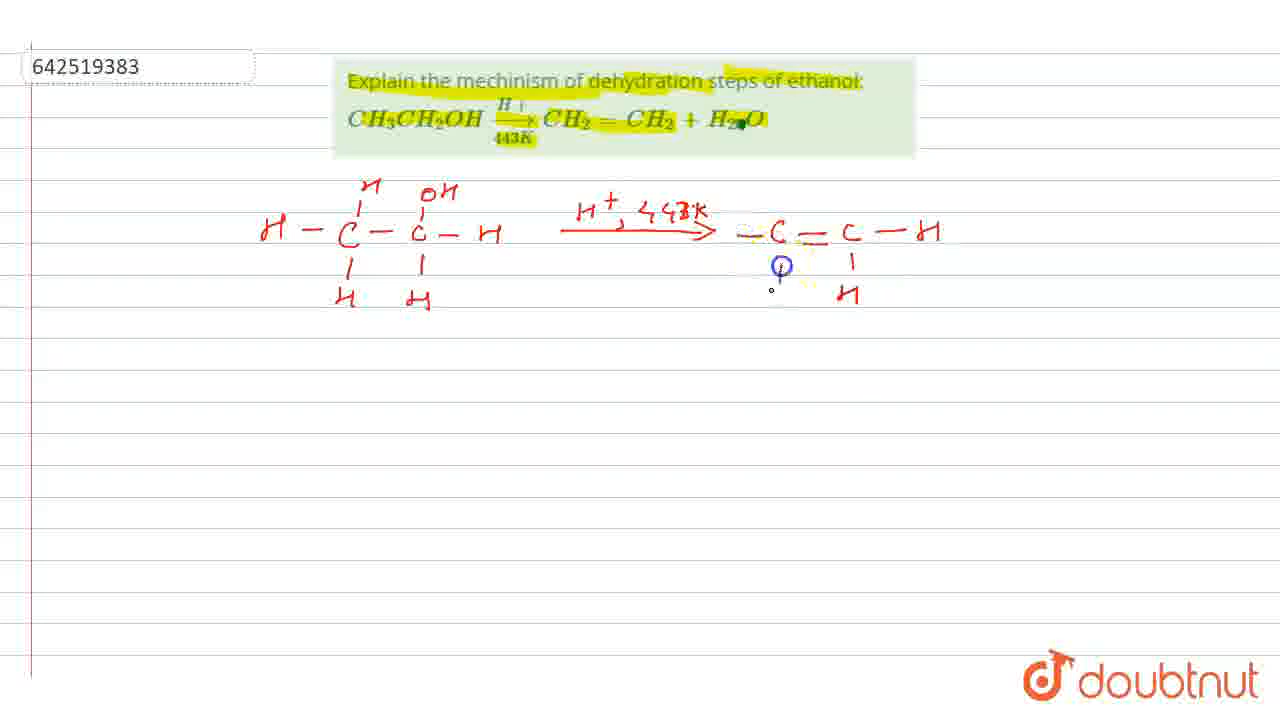 642519383
Explain the mechinism of dehydration steps of ethanol:
H+
CH3CH2OH ⟶ CH2 = CH2 + H2O
443K
H OH
H – C – C – H H+, 443K – C = C – H
H H H
doubtnut